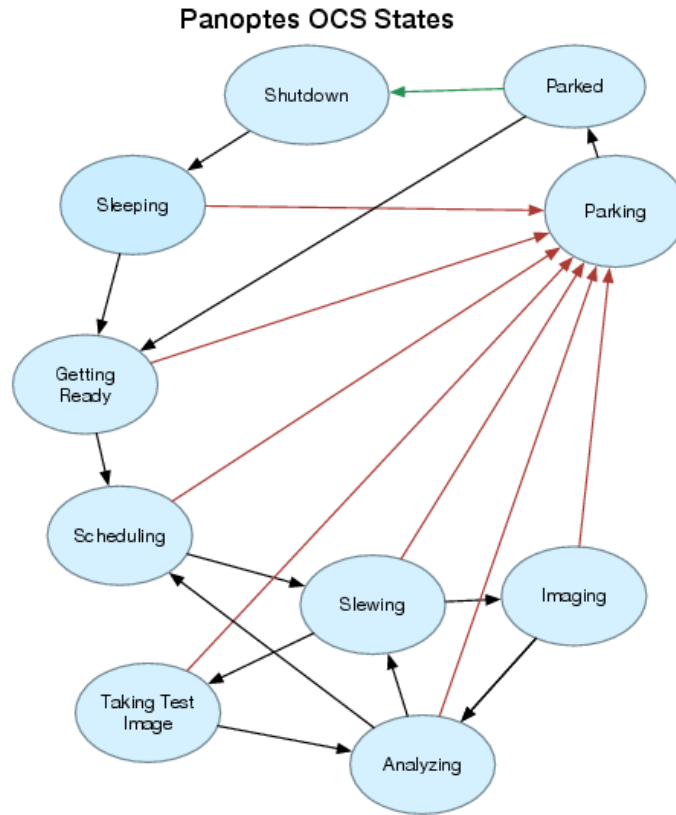 Panoptes OCS States
Shutdown
Parked
Sleeping
Parking
Getting
Ready
Scheduling
Slewing
Imaging
Taking Test
Image
Analyzing